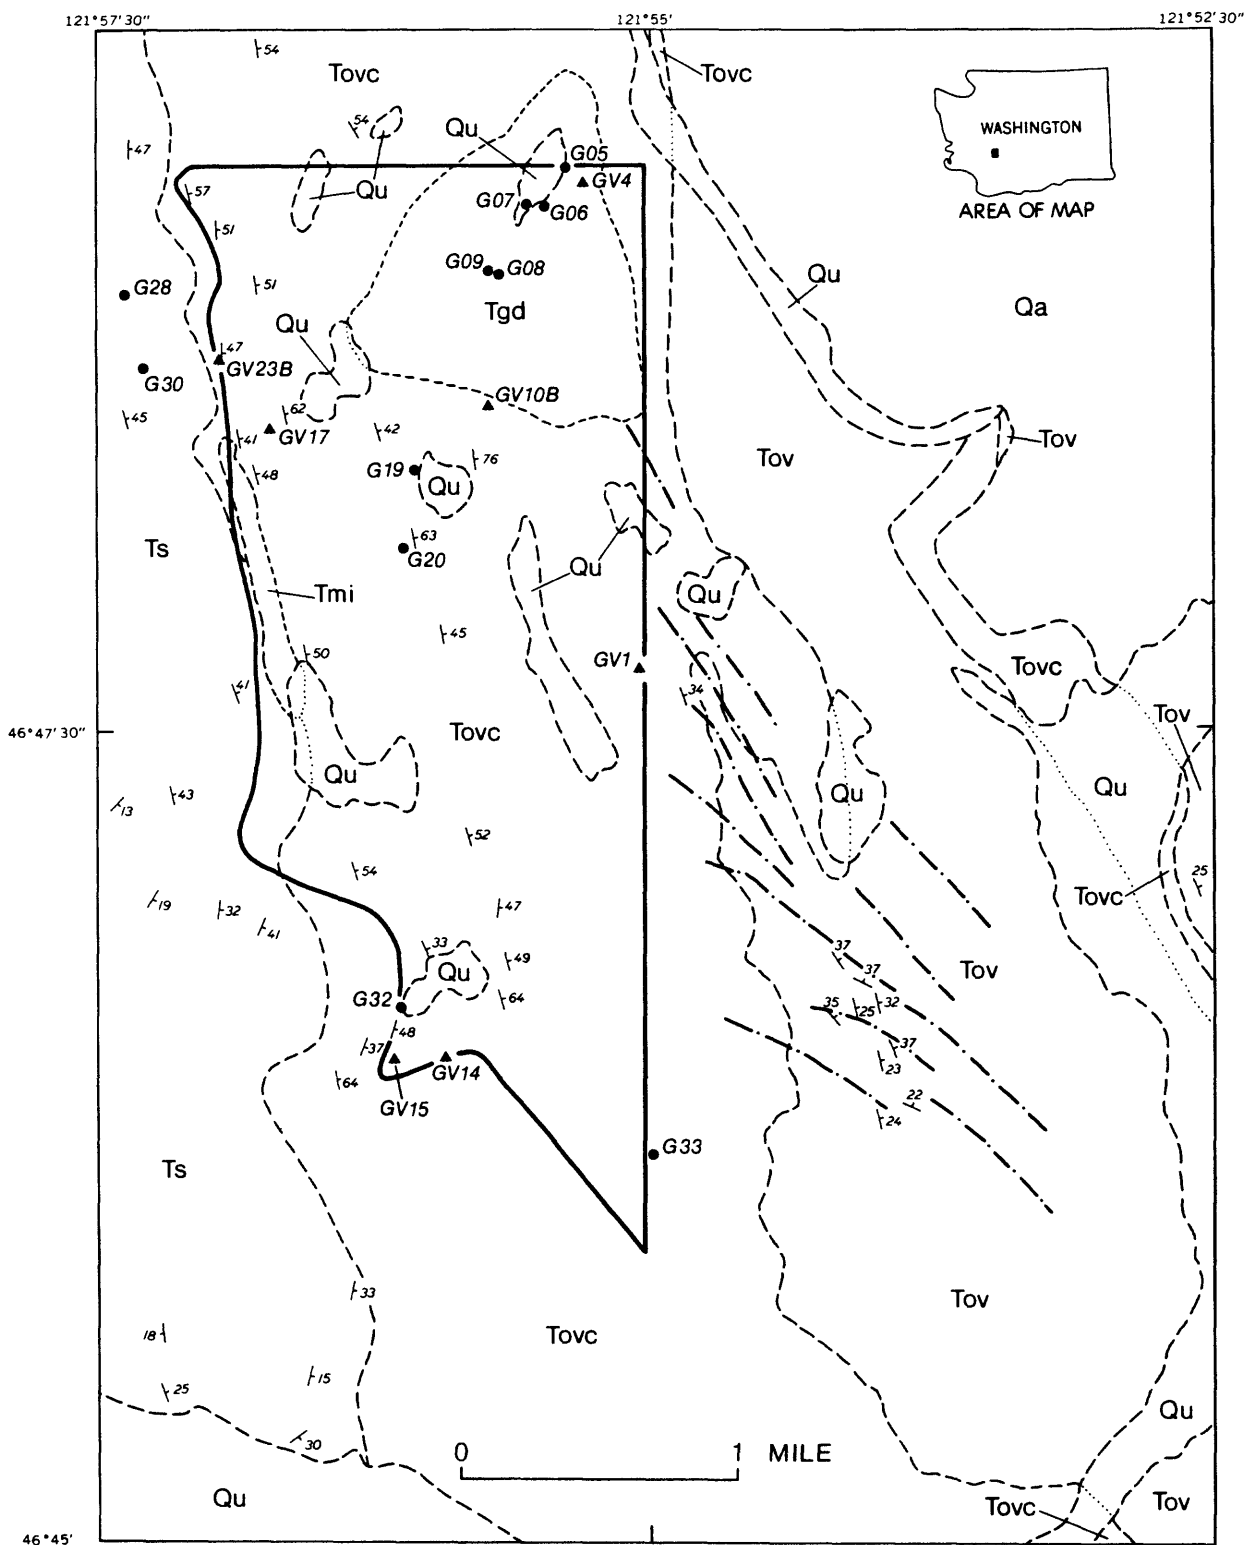 121°57'30"
121°55'
121°52'30"
54
Tovc
Tovc
WASHINGTON
AREA OF MAP
54
Qu
47
G05
GV4
Qu
57
G07
G06
51
G09
G08
Qu
G28
51
Tgd
Qa
Qu
47
GV23B
G30
GV10B
62
45
GV17
42
41
Tov
Tov
76
48
G19
Qu
63
Ts
G20
Qu
Tmi
Qu
45
50
GV1
Tovc
41
34
Tov
46°47'30"
Tovc
Qu
Qu
Qu
43
13
52
54
Tovc
25
19
32
47
41
33
37
49
Qu
37
Tov
64
G32
35
25
32
48
37
37
23
64
GV14
GV15
22
24
G33
Ts
33
Tov
18
Tovc
15
25
Qu
30
0
1
MILE
Qu
Tovc
Tov
46°45'